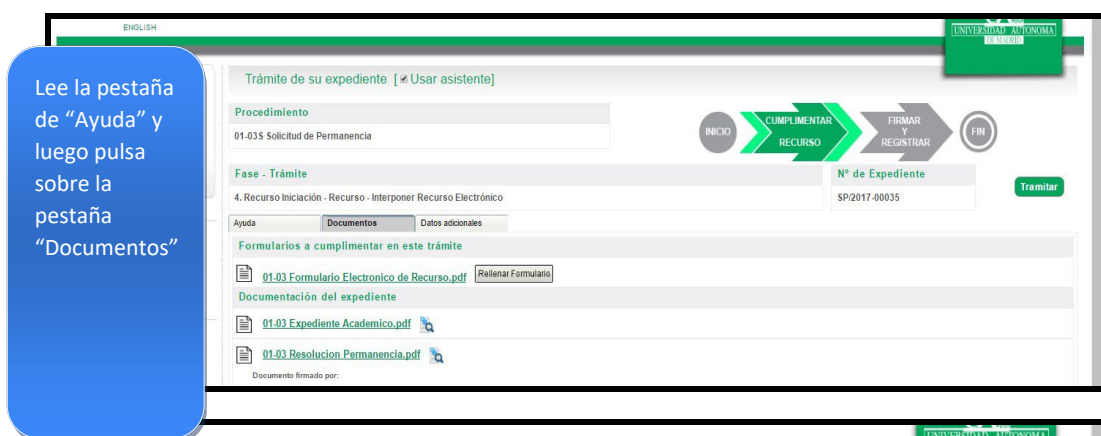 ENGLISH
UNIVERSIDAD AUTONOMA
DE MADRID
Lee la pestaña
de “Ayuda” y
luego pulsa
sobre la
pestaña
“Documentos”
Trámite de su expediente [ Usar asistente]
Procedimiento
01-03S Solicitud de Permanencia
INICIO
CUMPLIMENTAR
RECURSO
FIRMAR
Y
REGISTRAR
FIN
Fase - Trámite
Nº de Expediente
4. Recurso Iniciación - Recurso - Interponer Recurso Electrónico
SP/2017-00035
Tramitar
Ayuda
Documentos
Datos adicionales
Formularios a cumplimentar en este trámite
01-03 Formulario Electronico de Recurso.pdf
Rellenar Formulario
Documentación del expediente
01-03 Expediente Academico.pdf
01-03 Resolucion Permanencia.pdf
Documento firmado por:
UNIVERSIDAD AUTONOMA